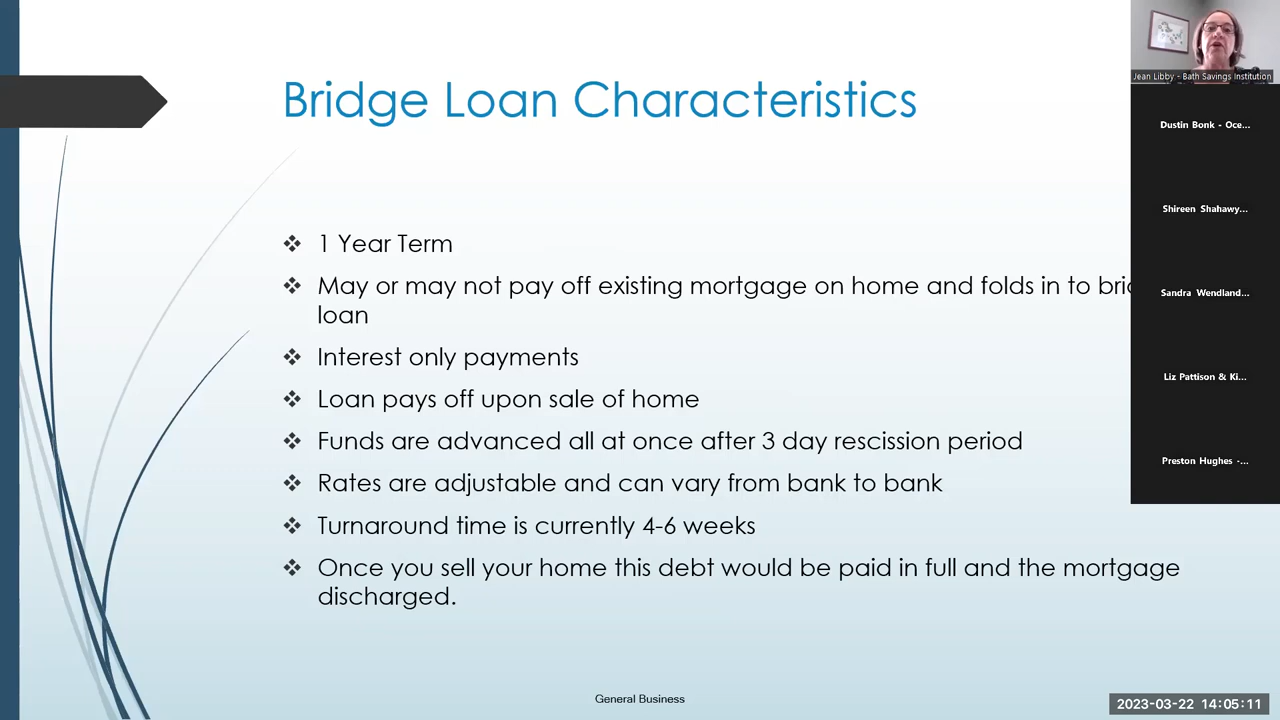 Bridge Loan Characteristics
❖ 1 Year Term
❖ May or may not pay off existing mortgage on home and folds in to
loan
❖ Interest only payments
❖ Loan pays off upon sale of home
❖ Funds are advanced all at once after 3 day rescission period
❖ Rates are adjustable and can vary from bank to bank
❖ Turnaround time is currently 4-6 weeks
❖ Once you sell your home this debt would be paid in full and the mortgage
discharged.
General Business
Jean Libby - Bath Savings Institution
Dustin Bonk - Oce...
Shireen Shahawy...
Sandra Wendland...
Liz Pattison & Ki...
Preston Hughes -...
2023-03-22 14:05:11